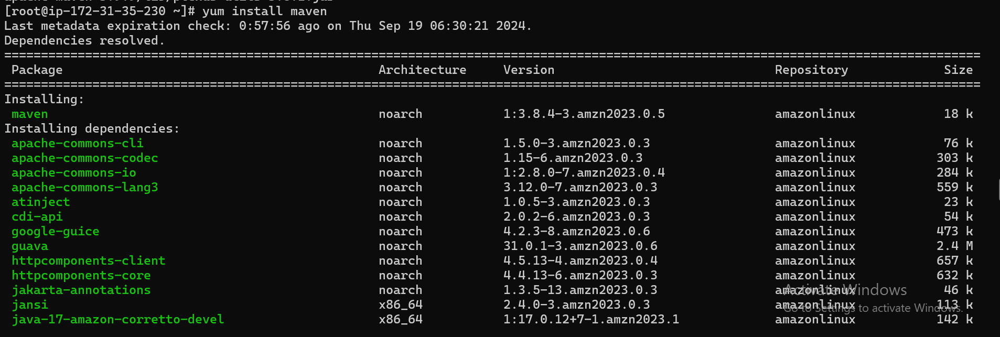 [root@ip-172-31-35-230 ~]# yum install maven
Last metadata expiration check: 0:57:56 ago on Thu Sep 19 06:30:21 2024.
Dependencies resolved.
Package Architecture Version Repository Size
Installing:
maven noarch 1:3.8.4-3.amzn2023.0.5 amazonlinux 18 k
Installing dependencies:
apache-commons-cli noarch 1.5.0-3.amzn2023.0.3 amazonlinux 76 k
apache-commons-codec noarch 1.15-6.amzn2023.0.3 amazonlinux 303 k
apache-commons-io noarch 1:2.8.0-7.amzn2023.0.4 amazonlinux 284 k
apache-commons-lang3 noarch 3.12.0-7.amzn2023.0.3 amazonlinux 559 k
atinject noarch 1.0.5-3.amzn2023.0.3 amazonlinux 23 k
cdi-api noarch 2.0.2-6.amzn2023.0.3 amazonlinux 54 k
google-guice noarch 4.2.3-8.amzn2023.0.6 amazonlinux 473 k
guava noarch 31.0.1-3.amzn2023.0.6 amazonlinux 2.4 M
httpcomponents-client noarch 4.5.13-4.amzn2023.0.4 amazonlinux 657 k
httpcomponents-core noarch 4.4.13-6.amzn2023.0.3 amazonlinux 632 k
jakarta-annotations noarch 1.3.5-13.amzn2023.0.3 amazonlinux 46 k
jansi x86_64 2.4.0-3.amzn2023.0.3 amazonlinux 113 k
java-17-amazon-corretto-devel x86_64 1:17.0.12+7-1.amzn2023.1 amazonlinux 142 k
Activate Windows
Go to Settings to activate Windows.